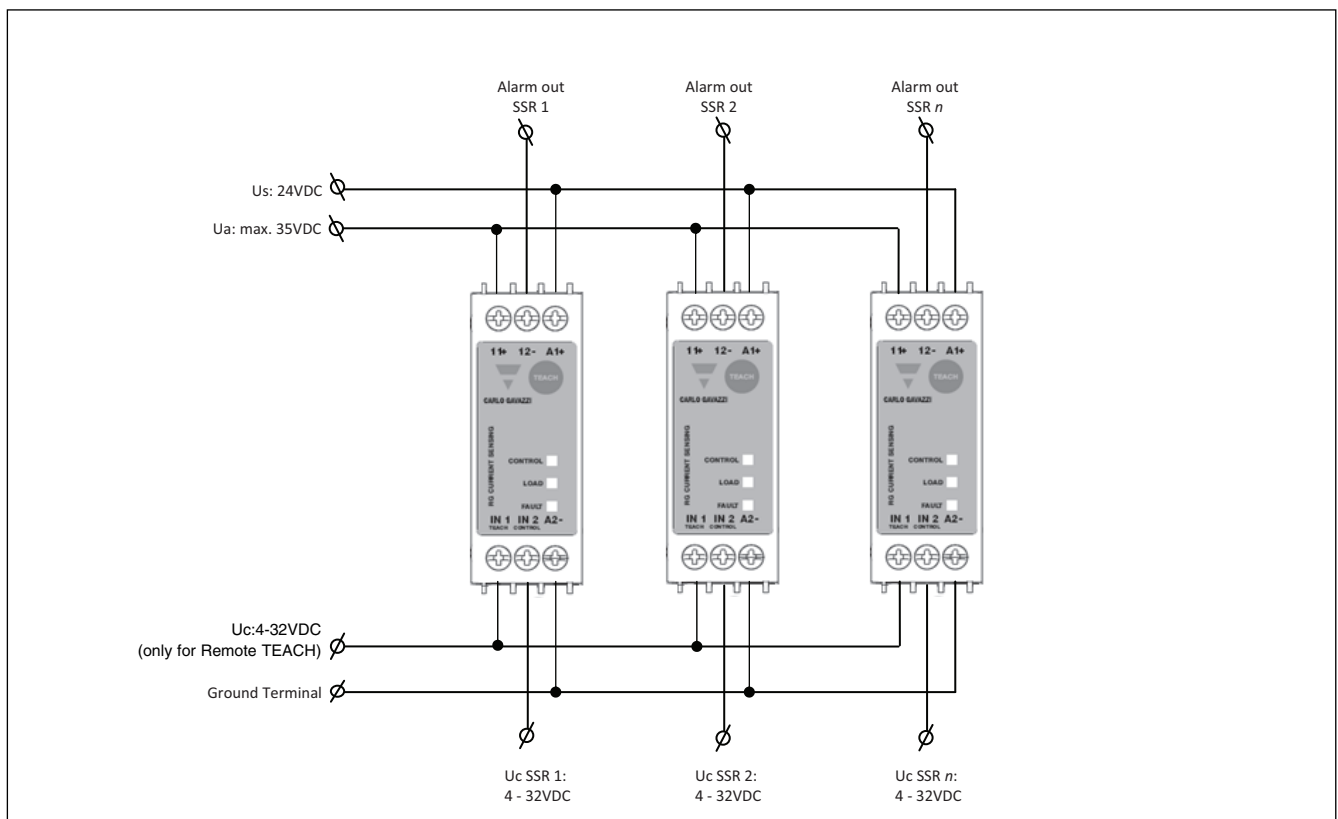 Alarm out
SSR 1
Alarm out
SSR 2
Alarm out
SSR n
Us: 24VDC
Ua: max. 35VDC
11+ 12- A1+
TEACH
CARLO GAVAZZI
RG CURRENT SENSING
CONTROL
LOAD
FAULT
IN 1 IN 2 A2-
TEACH CONTROL
11+ 12- A1+
TEACH
CARLO GAVAZZI
RG CURRENT SENSING
CONTROL
LOAD
FAULT
IN 1 IN 2 A2-
TEACH CONTROL
11+ 12- A1+
TEACH
CARLO GAVAZZI
RG CURRENT SENSING
CONTROL
LOAD
FAULT
IN 1 IN 2 A2-
TEACH CONTROL
Uc:4-32VDC
(only for Remote TEACH)
Ground Terminal
Uc SSR 1:
4 - 32VDC
Uc SSR 2:
4 - 32VDC
Uc SSR n:
4 - 32VDC